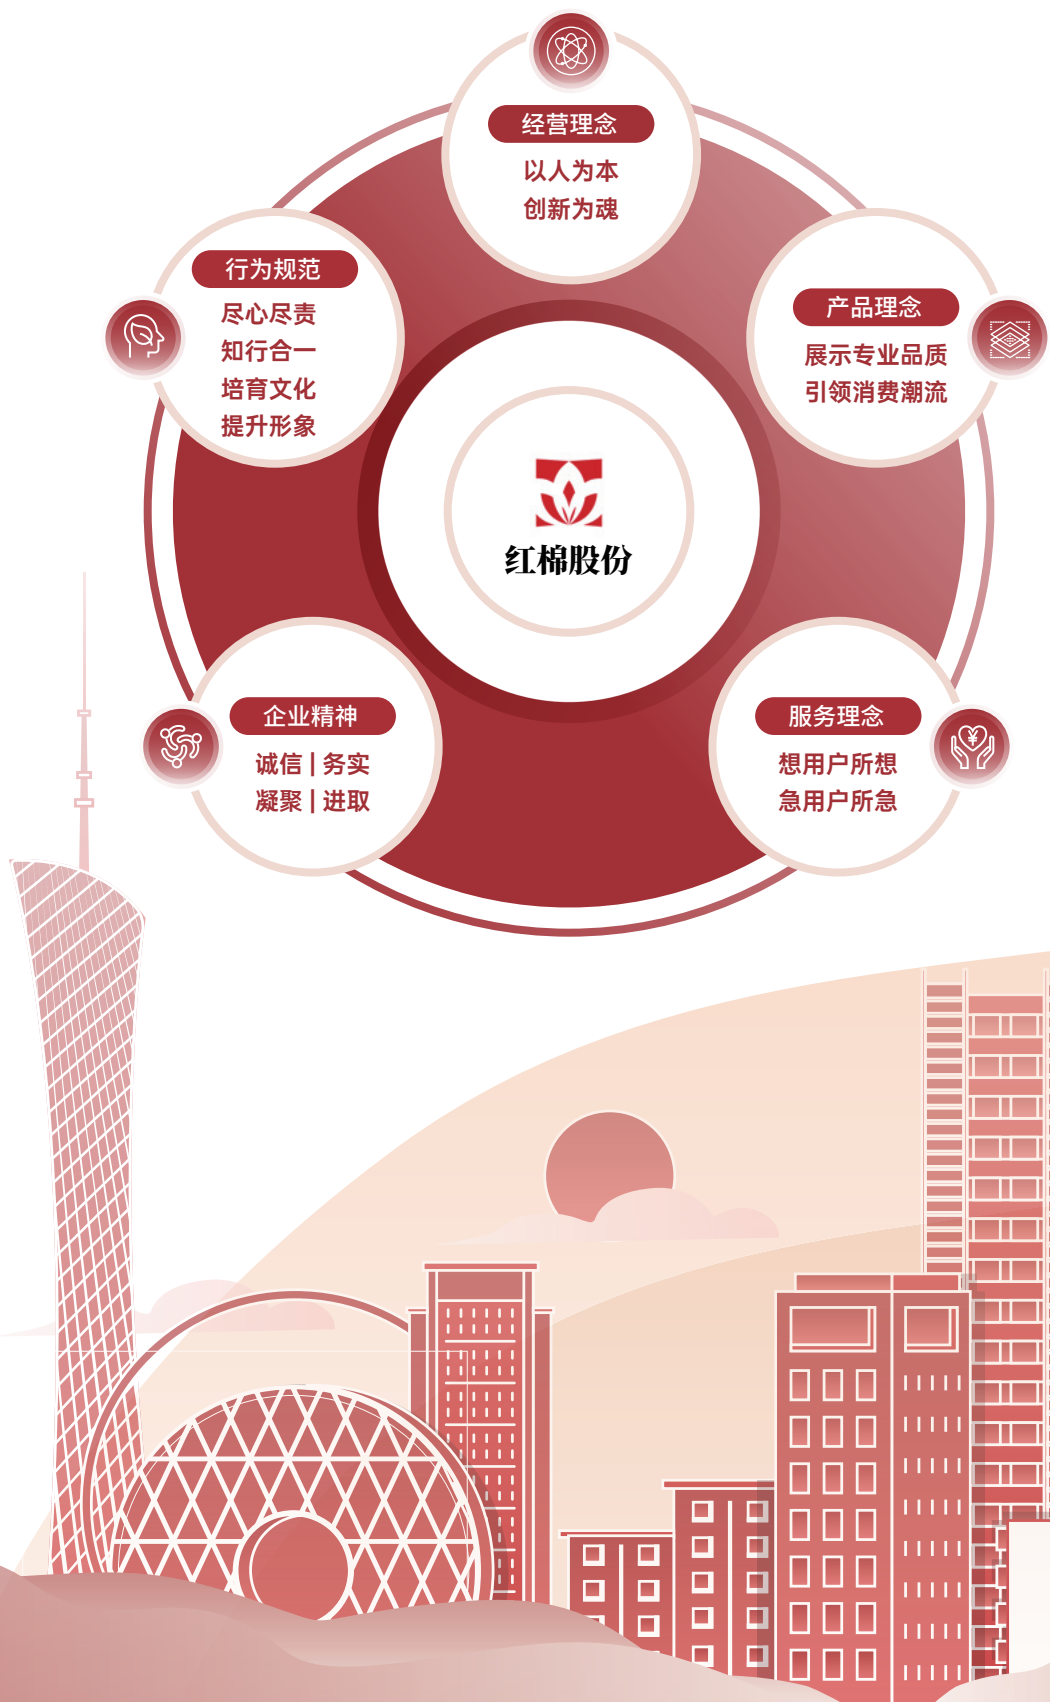 经营理念
以人为本
创新为魂
行为规范
尽心尽责
知行合一
培育文化
提升形象
产品理念
展示专业品质
引领消费潮流
红棉股份
企业精神
诚信 | 务实
凝聚 | 进取
服务理念
想用户所想
急用户所急